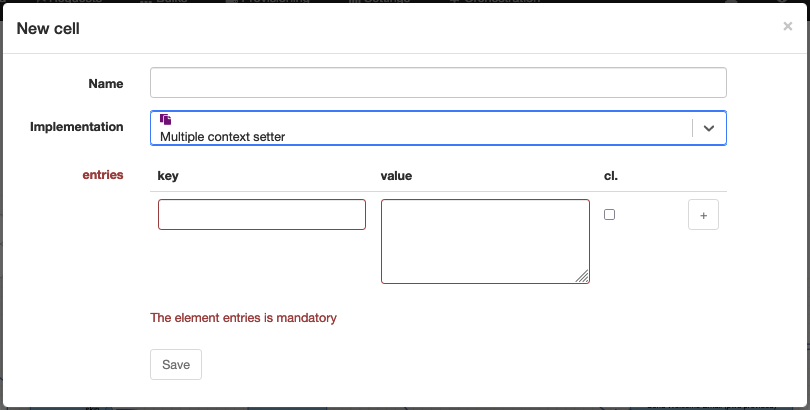 New cell
×
Name
Implementation
Multiple context setter
entries key value cl.
+
The element entries is mandatory
Save